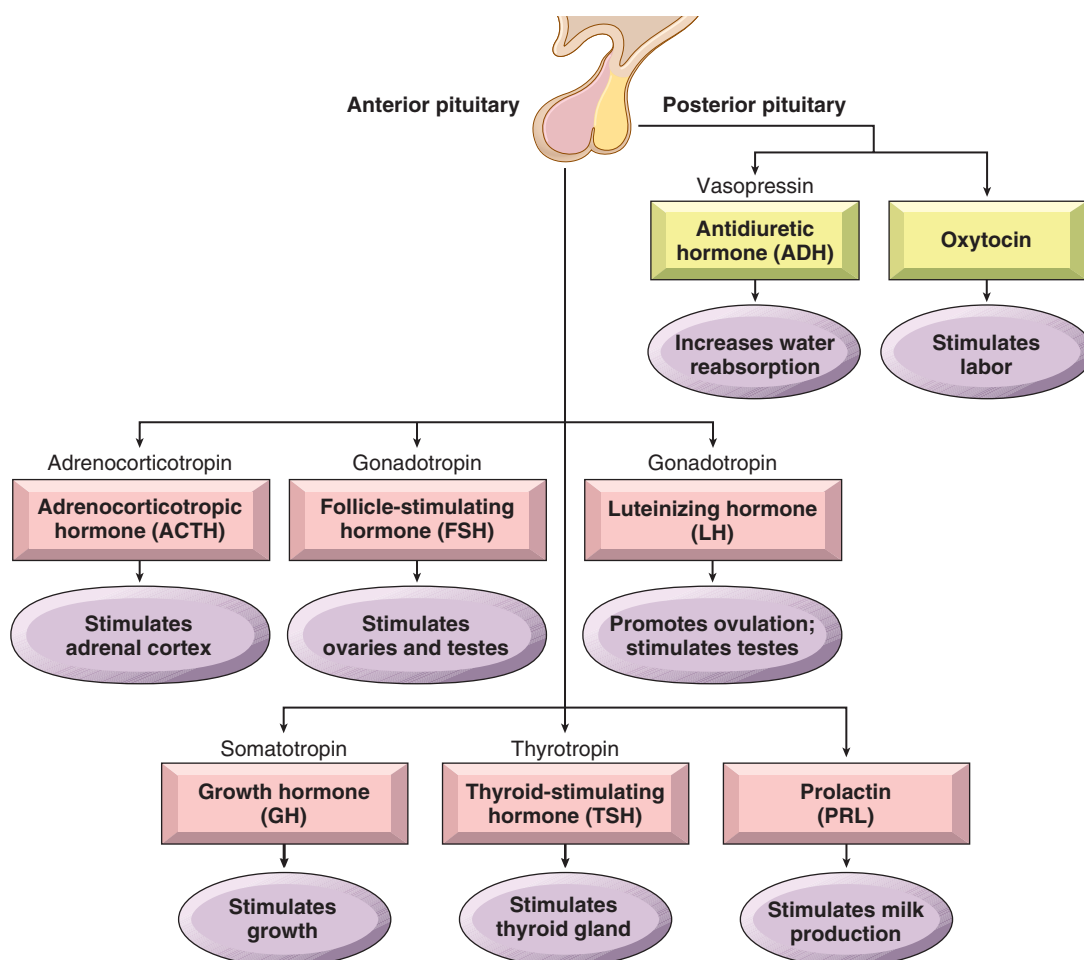 Anterior pituitary
Posterior pituitary
Vasopressin
Antidiuretic
hormone (ADH)
Oxytocin
Increases water
reabsorption
Stimulates
labor
Adrenocorticotropin
Gonadotropin
Gonadotropin
Adrenocorticotropic
hormone (ACTH)
Follicle-stimulating
hormone (FSH)
Luteinizing hormone
(LH)
Stimulates
adrenal cortex
Stimulates
ovaries and testes
Promotes ovulation;
stimulates testes
Somatotropin
Thyrotropin
Growth hormone
(GH)
Thyroid-stimulating
hormone (TSH)
Prolactin
(PRL)
Stimulates
growth
Stimulates
thyroid gland
Stimulates milk
production